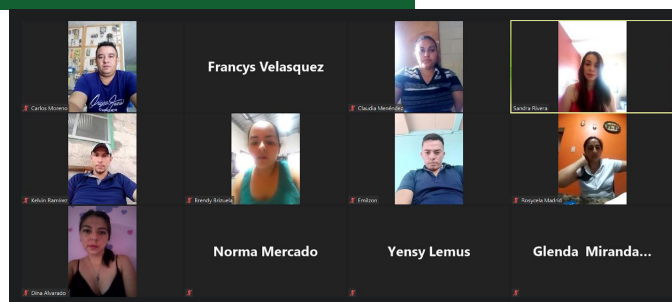 Carlos Moreno
Francys Velasquez
Claudia Menéndez
Sandra Rivera
Kelvin Ramírez
Brendy Brizuela
Emilzon
Rosycela Madrid
Dina Alvarado
Norma Mercado
Yensy Lemus
Glenda Miranda...